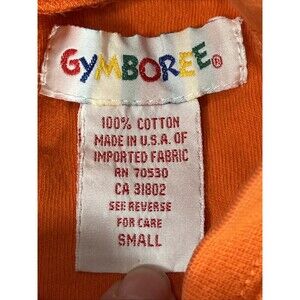 GYMBOREE®
100% COTTON
MADE IN U.S.A. OF
IMPORTED FABRIC
RN 70530
CA 31802
SEE REVERSE
FOR CARE
SMALL